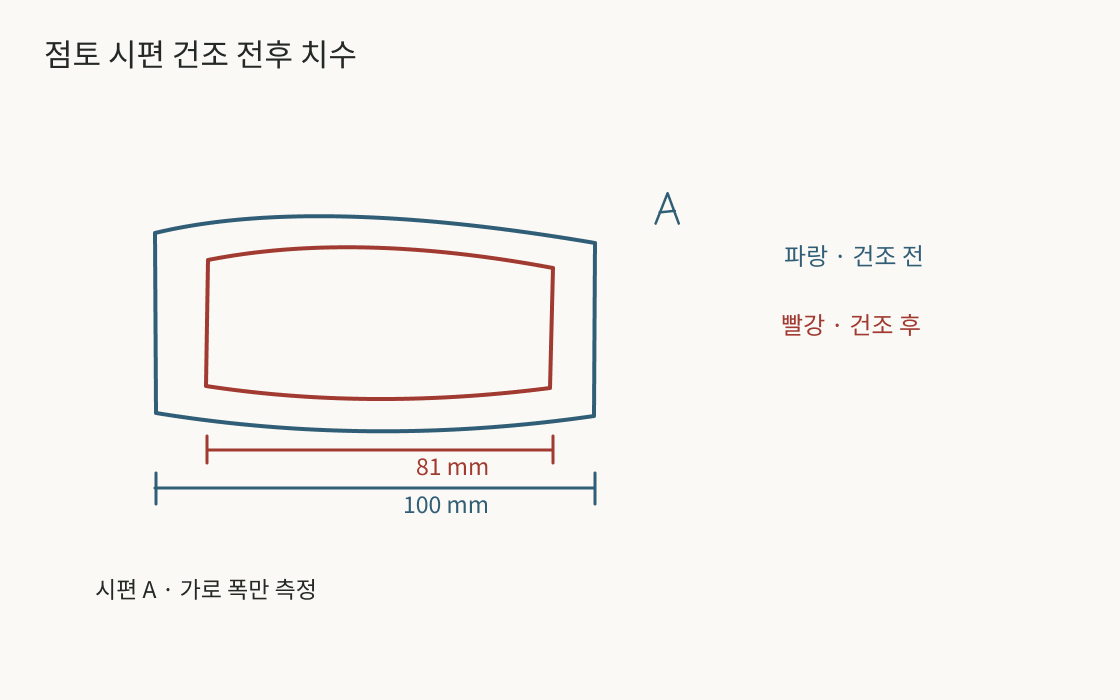 점토 시편 건조 전후 치수
A
파랑 · 건조 전
빨강 · 건조 후
81 mm
100 mm
시편 A · 가로 폭만 측정